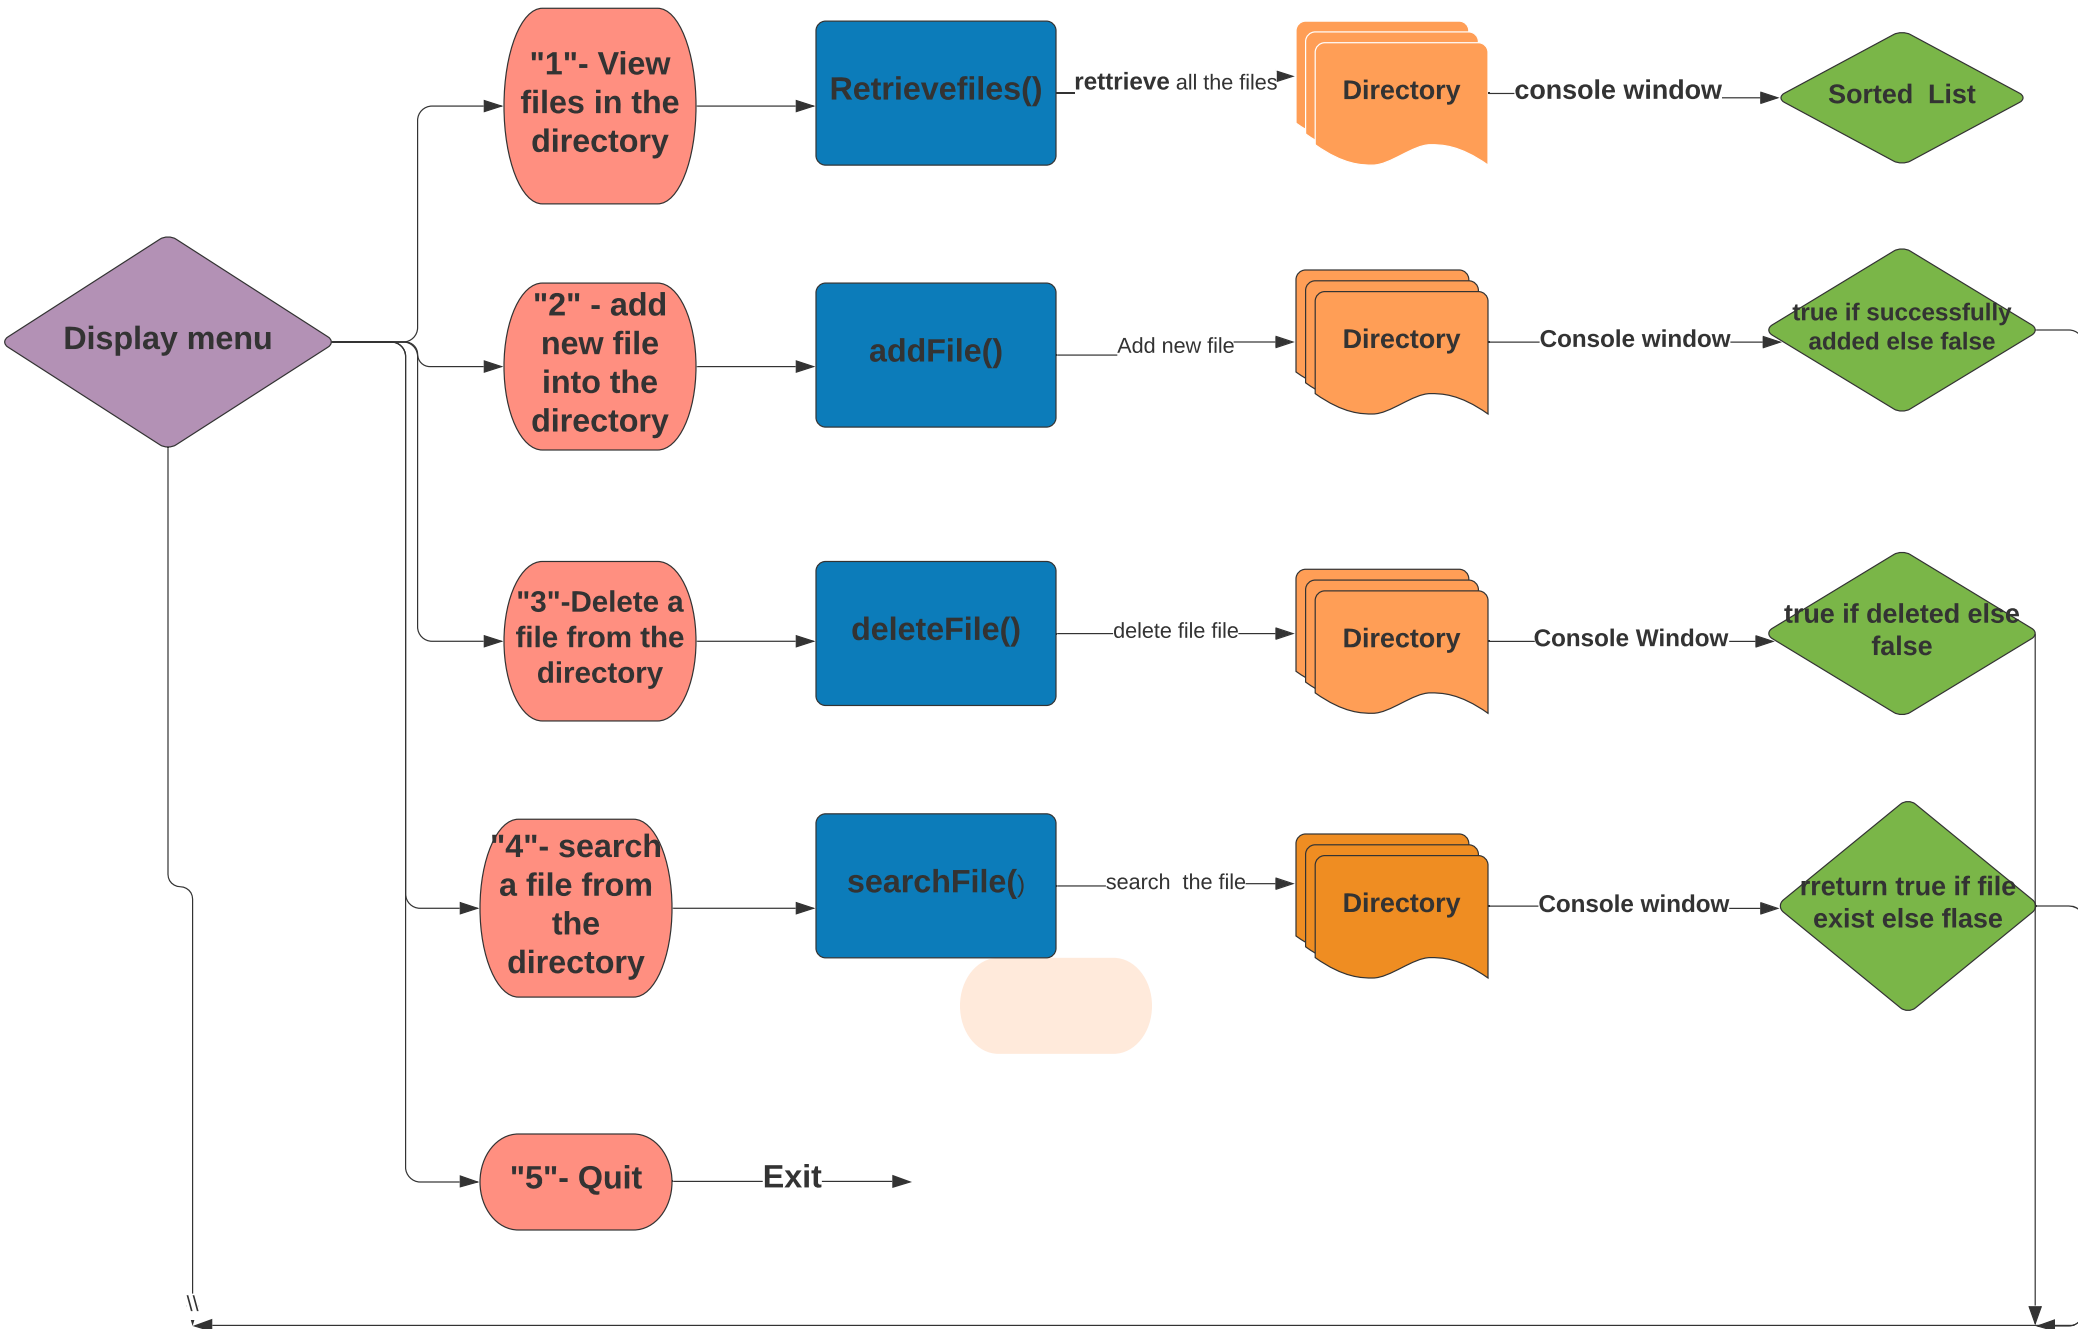 "1"- View
files in the
directory
Retrievefiles()
rettrieve all the files
Directory
console window
Sorted  List
Display menu
"2" - add
new file
into the
directory
addFile()
Add new file
Directory
Console window
true if successfully
added else false
"3"-Delete a
file from the
directory
deleteFile()
delete file file
Directory
Console Window
true if deleted else
false
"4"- search
a file from
the
directory
searchFile()
search  the file
Directory
Console window
rreturn true if file
exist else flase
"5"- Quit
Exit